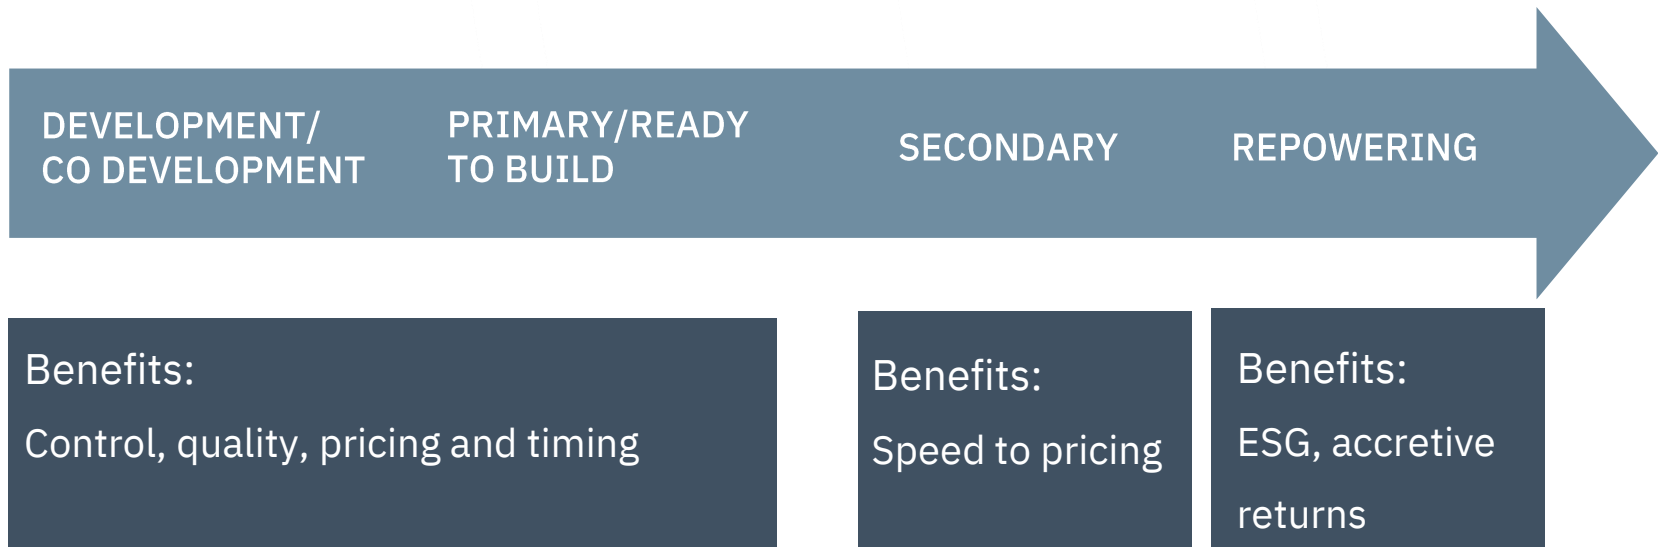 DEVELOPMENT/
CO DEVELOPMENT
PRIMARY/READY
TO BUILD
SECONDARY
REPOWERING
Benefits:
Control, quality, pricing and timing
Benefits:
Speed to pricing
Benefits:
ESG, accretive
returns